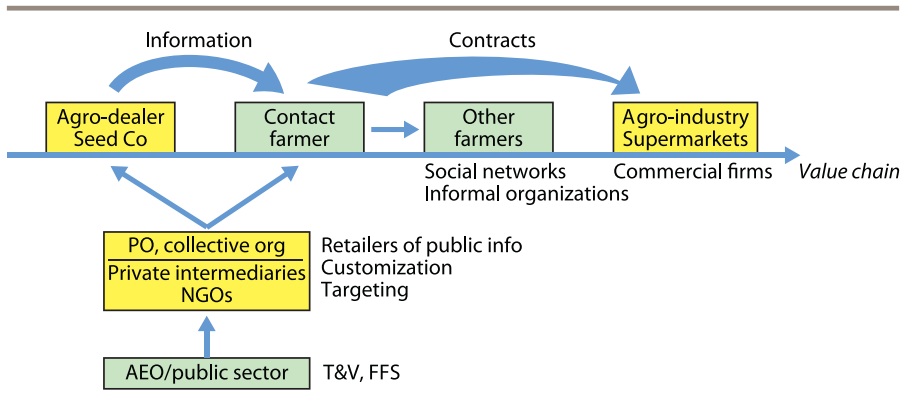 Information
Contracts
Agro-dealer
Seed Co
Contact
farmer
Other
farmers
Agro-industry
Supermarkets
Social networks
Informal organizations
Commercial firms
Value chain
PO, collective org
Private intermediaries
NGOs
Retailers of public info
Customization
Targeting
AEO/public sector
T&V, FFS